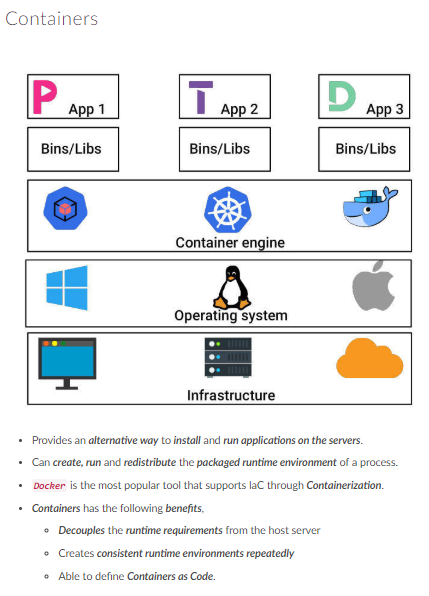 Containers
P App 1 T App 2 D App 3
Bins/Libs Bins/Libs Bins/Libs
Container engine
Operating system
Infrastructure
• Provides an alternative way to install and run applications on the servers.
• Can create, run and redistribute the packaged runtime environment of a process.
• Docker is the most popular tool that supports IaC through Containerization.
• Containers has the following benefits,
◦ Decouples the runtime requirements from the host server
◦ Creates consistent runtime environments repeatedly
◦ Able to define Containers as Code.